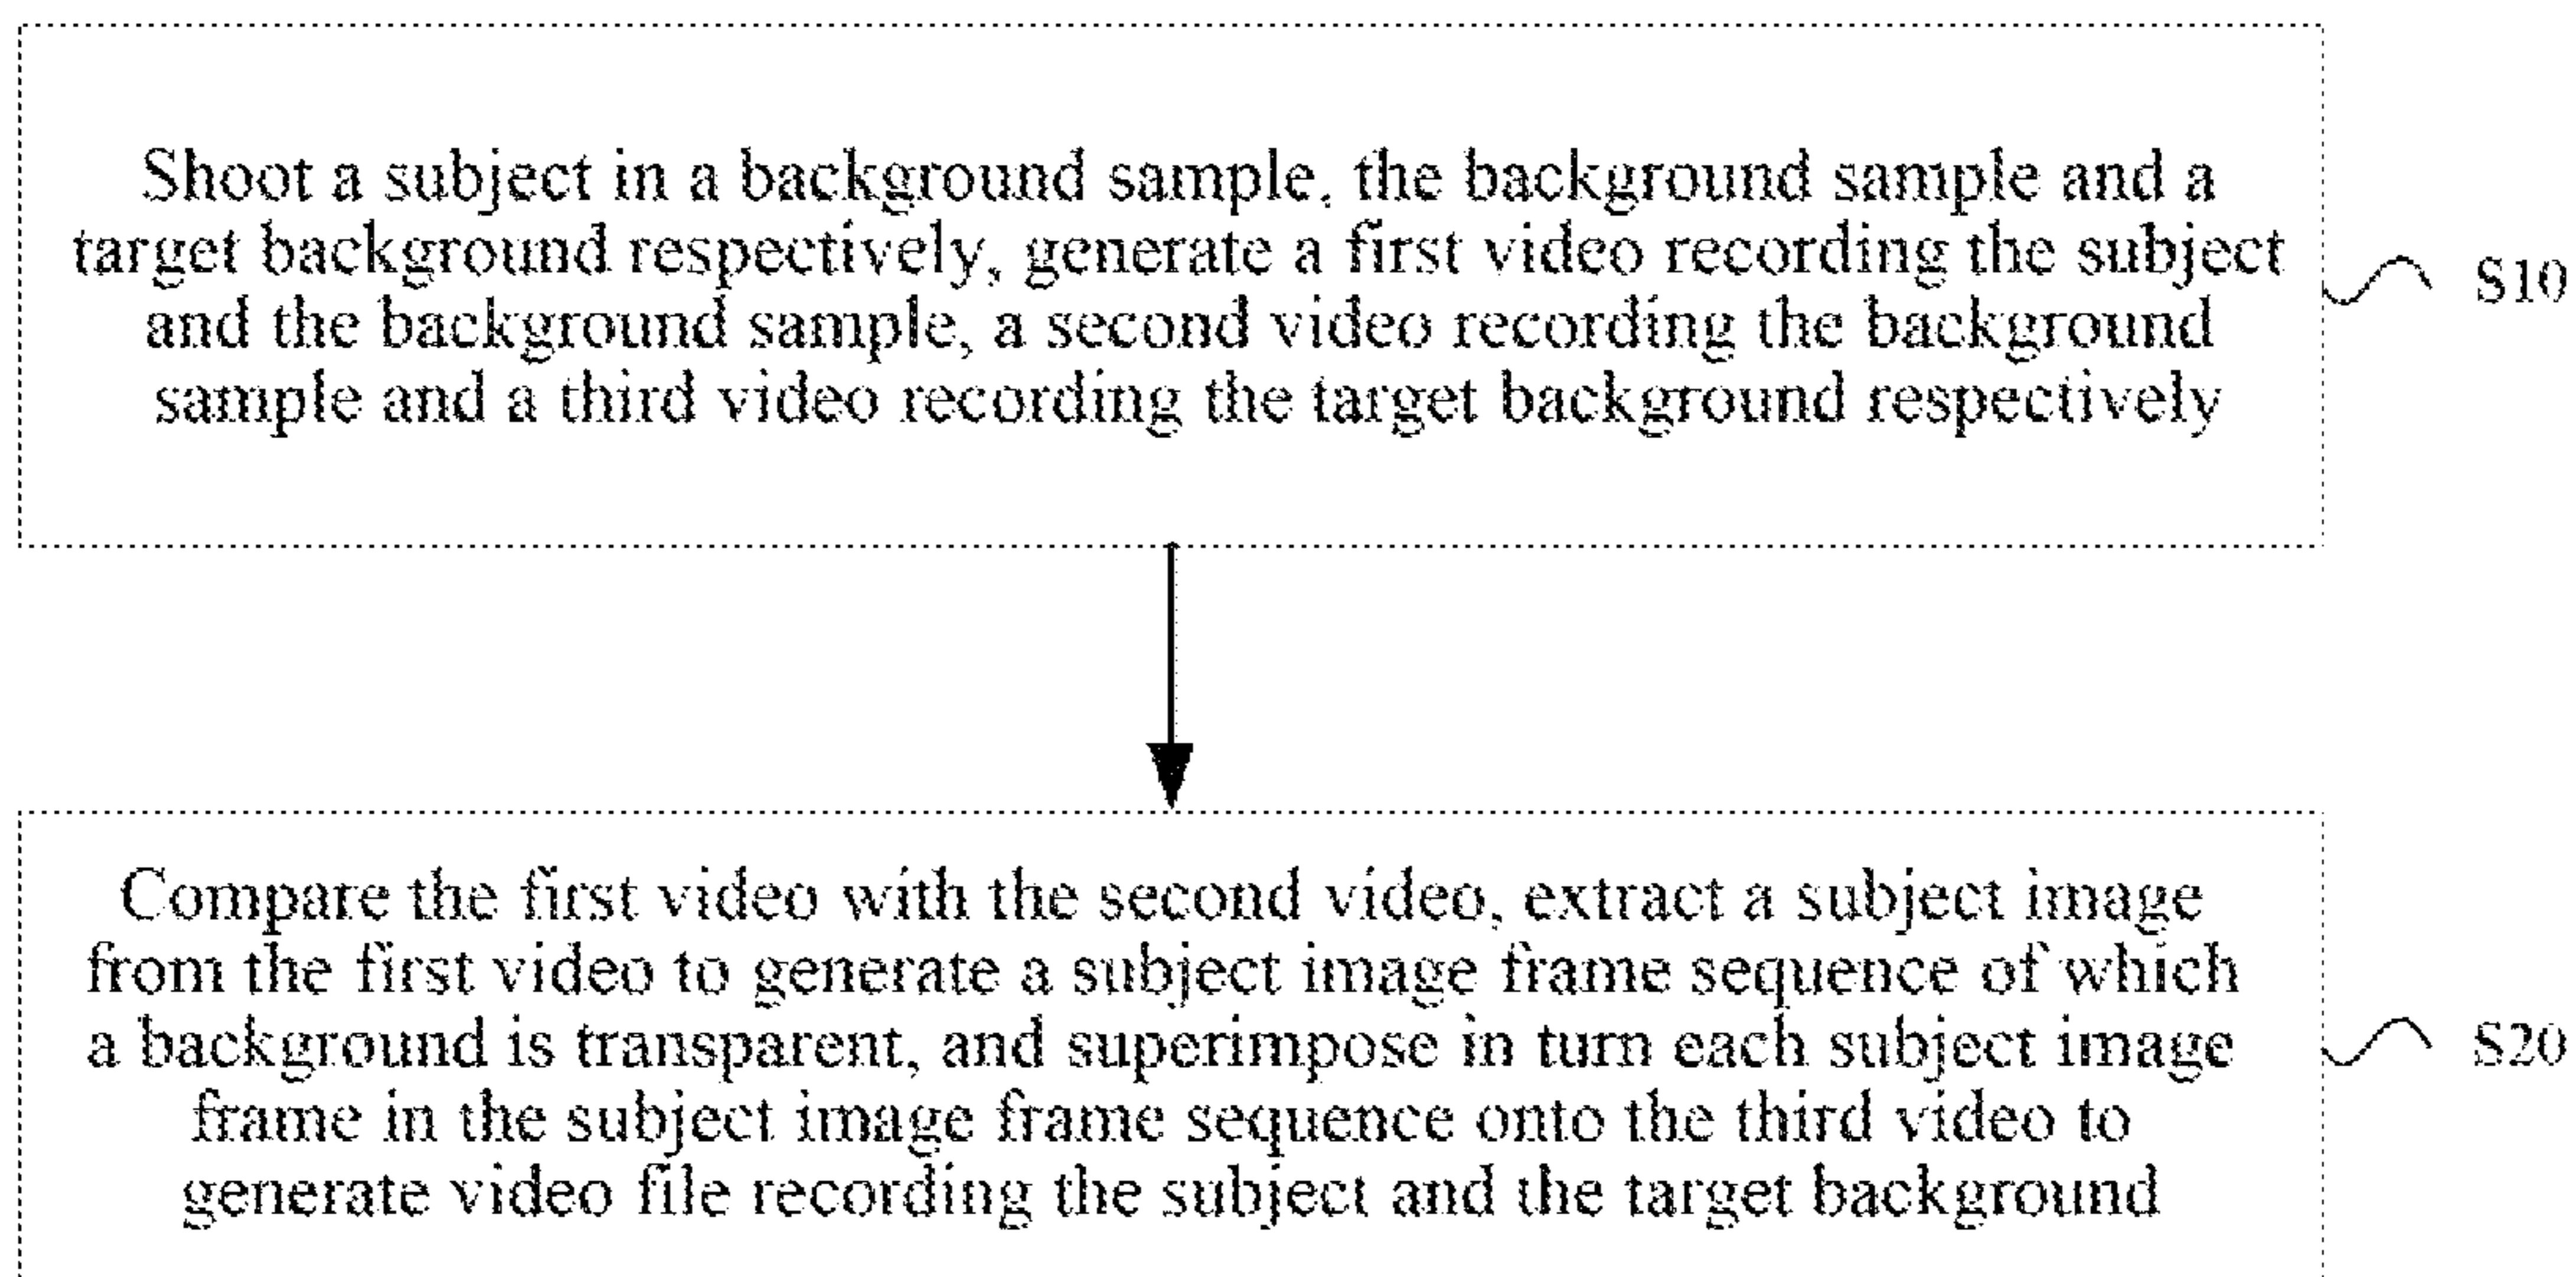 Shoot a subject in a background sample, the background sample and a
target background respectively, generate a first video recording the subject
and the background sample, a second video recording the background
sample and a third video recording the target background respectively
S10
Compare the first video with the second video, extract a subject image
from the first video to generate a subject image frame sequence of which
a background is transparent, and superimpose in turn each subject image
frame in the subject image frame sequence onto the third video to
generate video file recording the subject and the target background
S20